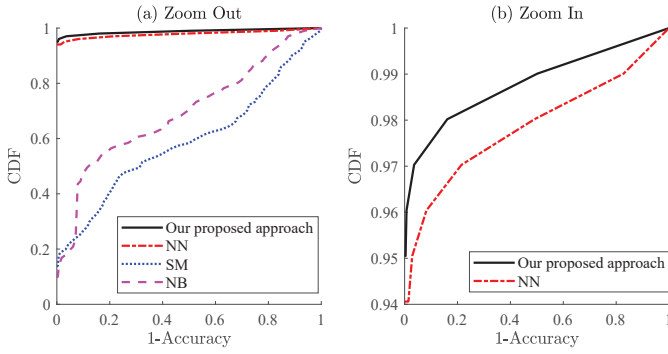 (a) Zoom Out
1
0.8
0.6
0.4
0.2
0
CDF
Our proposed approach
NN
SM
NB
0
0.2
0.4
0.6
0.8
1
1-Accuracy
(b) Zoom In
1
0.99
0.98
0.97
0.96
0.95
0.94
CDF
Our proposed approach
NN
0
0.2
0.4
0.6
0.8
1
1-Accuracy